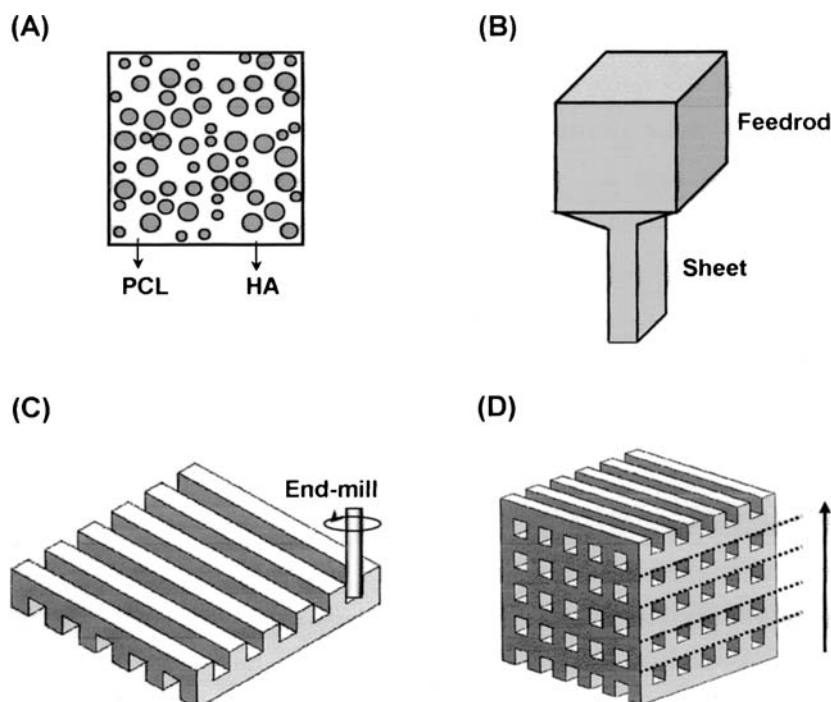 (A)
(B)
Feedrod
Sheet
PCL HA
(C)
(D)
End-mill